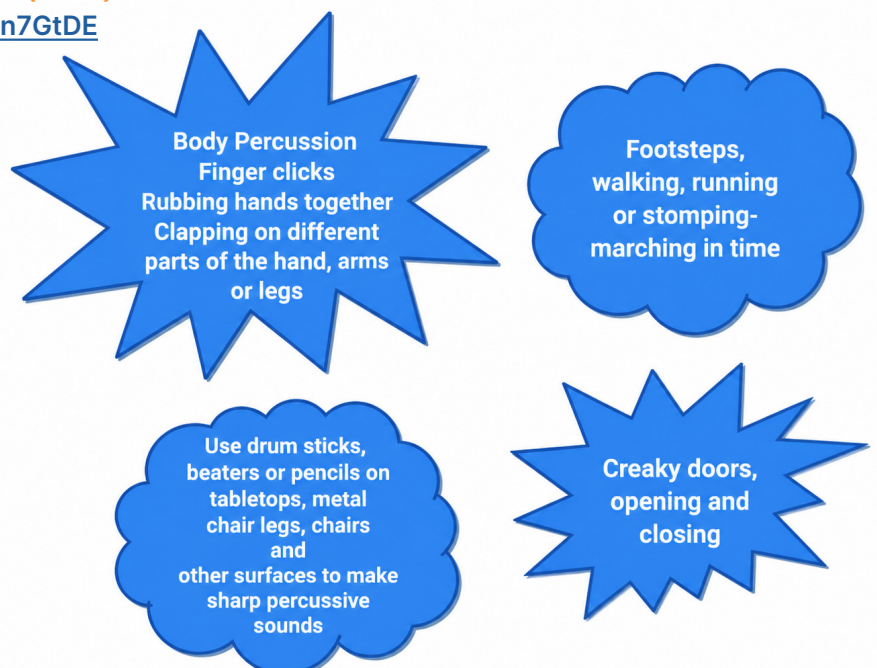 n7GtDE
Body Percussion
Finger clicks
Rubbing hands together
Clapping on different
parts of the hand, arms
or legs
Footsteps,
walking, running
or stomping-
marching in time
Use drum sticks,
beaters or pencils on
tabletops, metal
chair legs, chairs
and
other surfaces to make
sharp percussive
sounds
Creaky doors,
opening and
closing